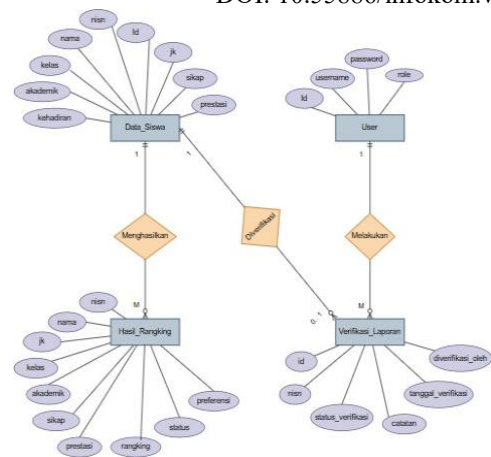 DOI: 10.55886/infokom.v
nisn
Id
nama
jk
kelas
sikap
akademik
prestasi
kehadiran
Data_Siswa
password
username
role
Id
User
1
1
1
Menghasilkan
Diverifikasi
Melakukan
M
0..1
M
nisn
nama
jk
kelas
akademik
sikap
prestasi
rangking
status
preferensi
Hasil_Rangking
Verifikasi_Laporan
id
nisn
status_verifikasi
catatan
tanggal_verifikasi
diverifikasi_oleh